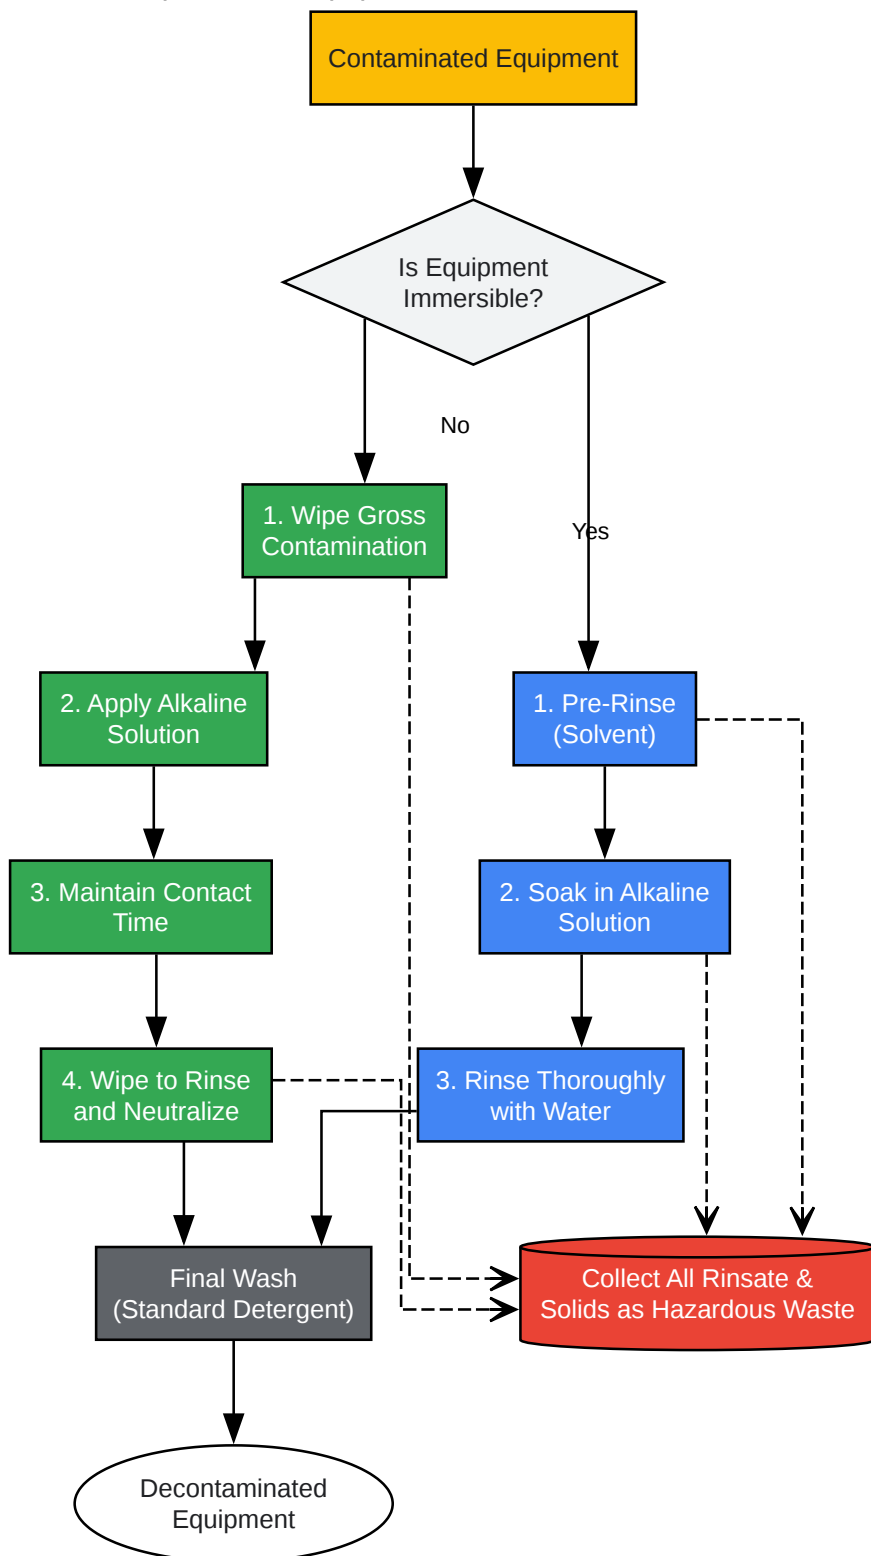 Contaminated Equipment
Is Equipment
Immersible?
No
1. Wipe Gross
Contamination
Yes
2. Apply Alkaline
Solution
1. Pre-Rinse
(Solvent)
3. Maintain Contact
Time
2. Soak in Alkaline
Solution
4. Wipe to Rinse
and Neutralize
3. Rinse Thoroughly
with Water
Final Wash
(Standard Detergent)
Collect All Rinsate &
Solids as Hazardous Waste
Decontaminated
Equipment